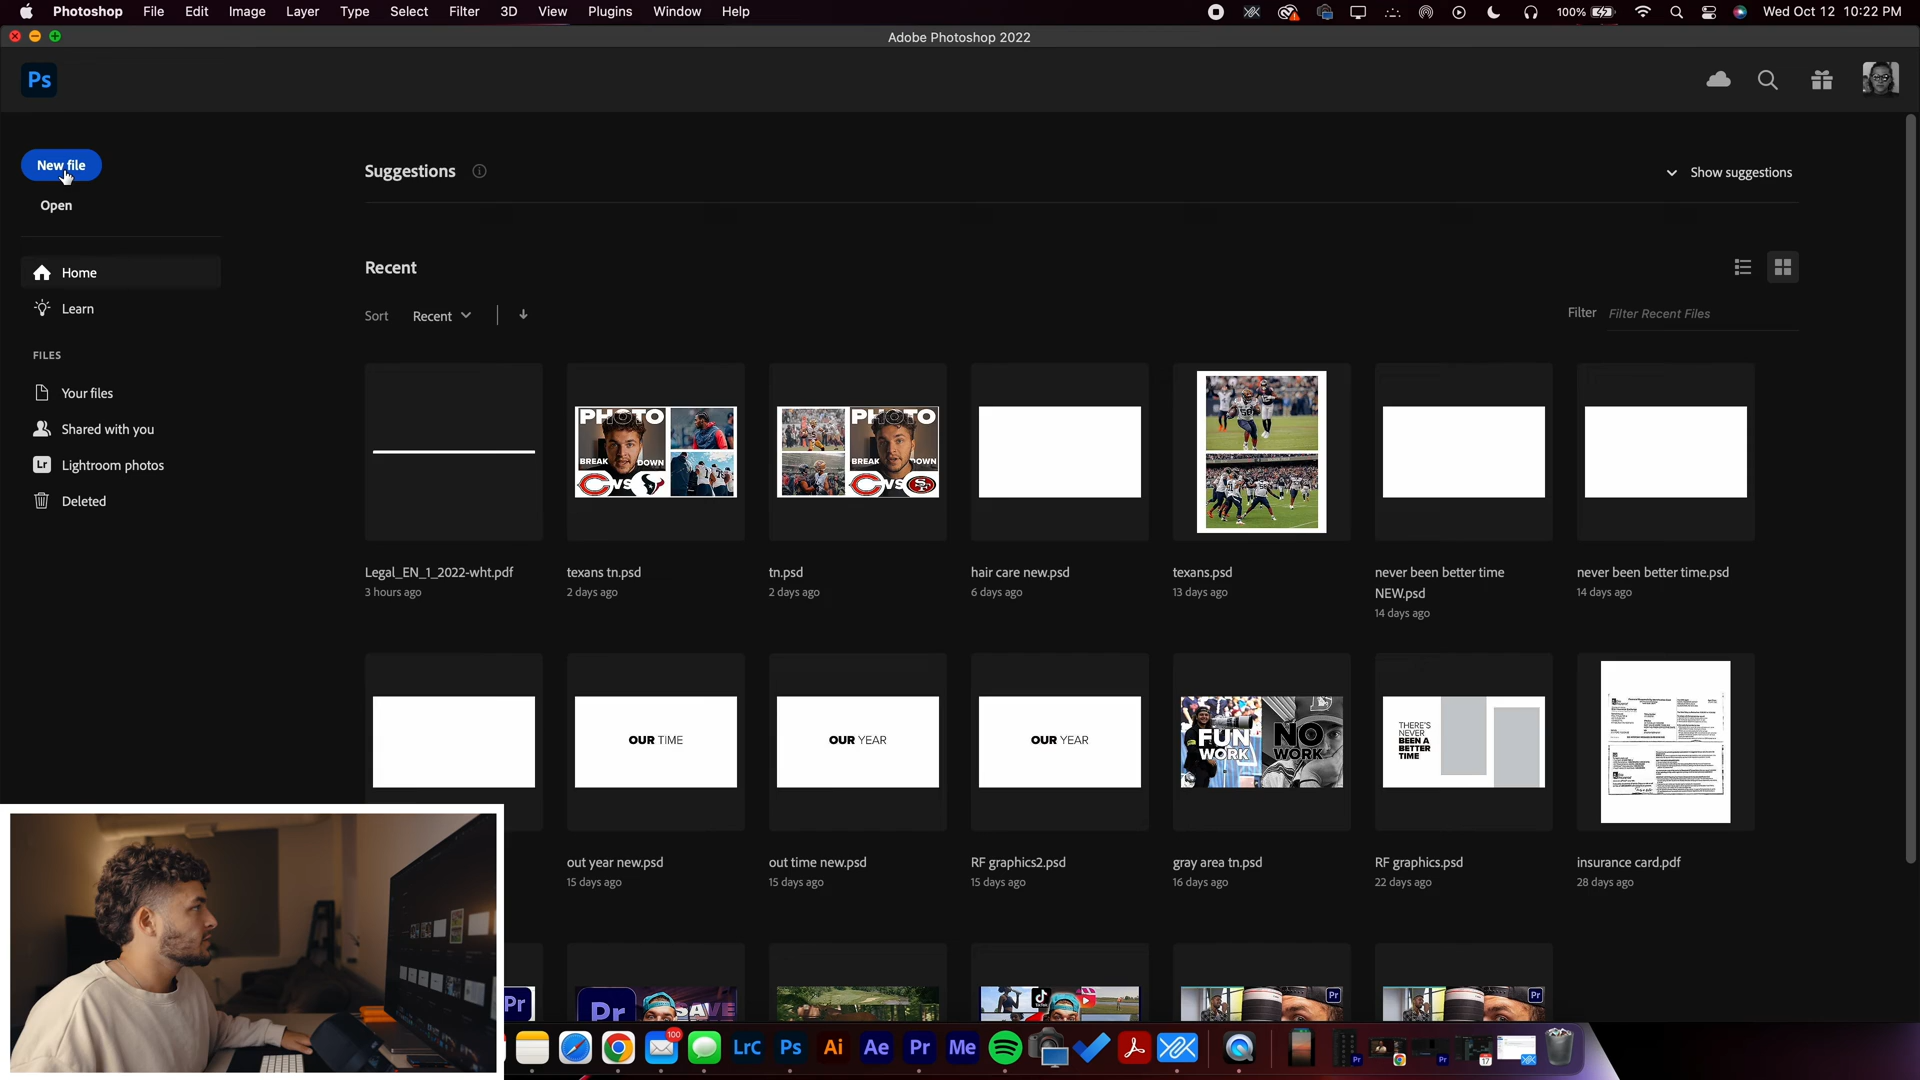 Photoshop File Edit Image Layer Type Select Filter 3D View Plugins Window Help
100% Wed Oct 12 10:22 PM
Adobe Photoshop 2022
Ps
New file
Open
Home
Learn
FILES
Your files
Shared with you
Lr Lightroom photos
Deleted
Suggestions
Show suggestions
Recent
Sort Recent
Filter Filter Recent Files
PHOTO
BREAK DOWN
VS
PHOTO
BREAK DOWN
VS
Legal_EN_1_2022-wht.pdf
3 hours ago
texans tn.psd
2 days ago
tn.psd
2 days ago
hair care new.psd
6 days ago
texans.psd
13 days ago
never been better time
NEW.psd
14 days ago
never been better time.psd
14 days ago
OUR TIME
OUR YEAR
OUR YEAR
FUN
WORK
NO
WORK
THERE'S
NEVER
BEEN A
BETTER
TIME
out year new.psd
15 days ago
out time new.psd
15 days ago
RF graphics2.psd
15 days ago
gray area tn.psd
16 days ago
RF graphics.psd
22 days ago
insurance card.pdf
28 days ago
Pr
Pr
SAVE
Pr
Pr
100
LrC Ps Ai Ae Pr Me
17